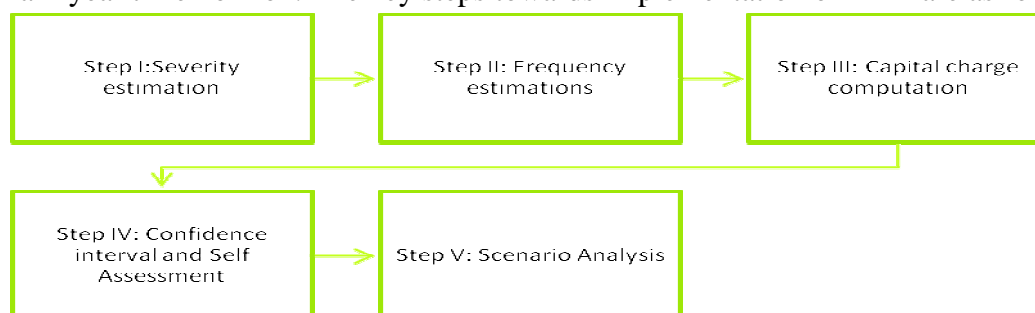 Step I:Severity
estimation
Step II: Frequency
estimations
Step III: Capital charge
computation
Step IV: Confidence
interval and Self
Assessment
Step V: Scenario Analysis